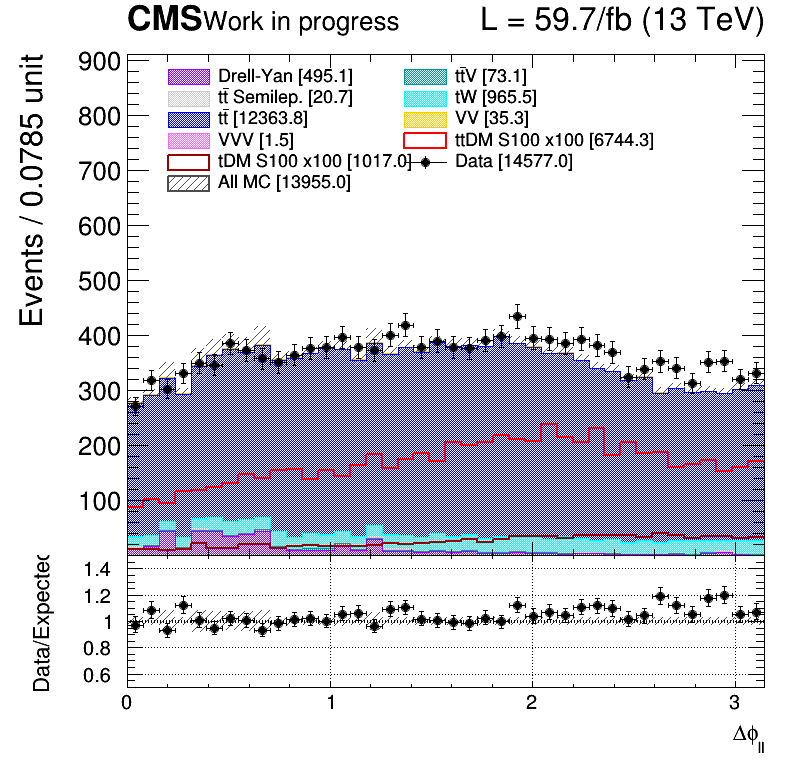 CMS Work in progress L = 59.7/fb (13 TeV)
Events / 0.0785 unit
900
800
700
600
500
400
300
200
100
Drell-Yan [495.1]
tt̄V [73.1]
tt̄ Semilep. [20.7]
tW [965.5]
tt̄ [12363.8]
VV [35.3]
VVV [1.5]
ttDM S100 x100 [6744.3]
tDM S100 x100 [1017.0]
Data [14577.0]
All MC [13955.0]
Data/Expected
1.4
1.2
1
0.8
0.6
0 1 2 3
Δϕ_ll